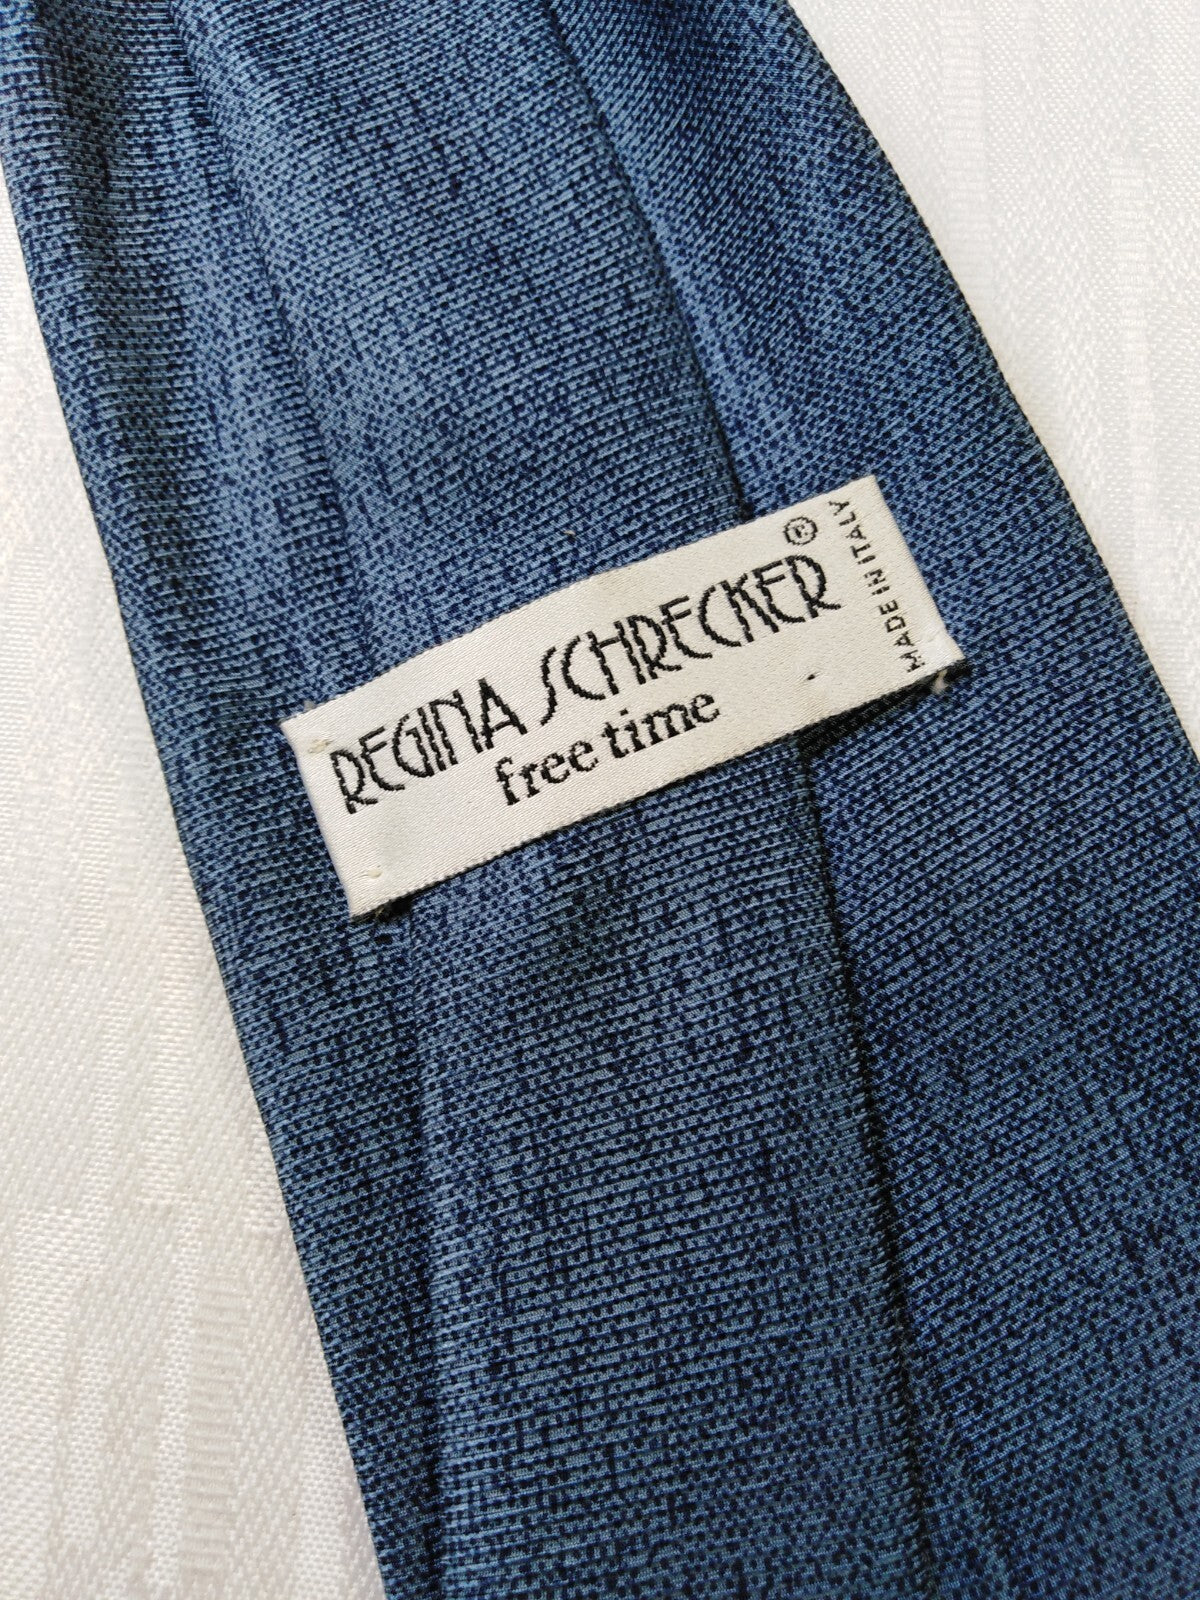 REGINA SCHRECKER®
free time
MADE IN ITALY